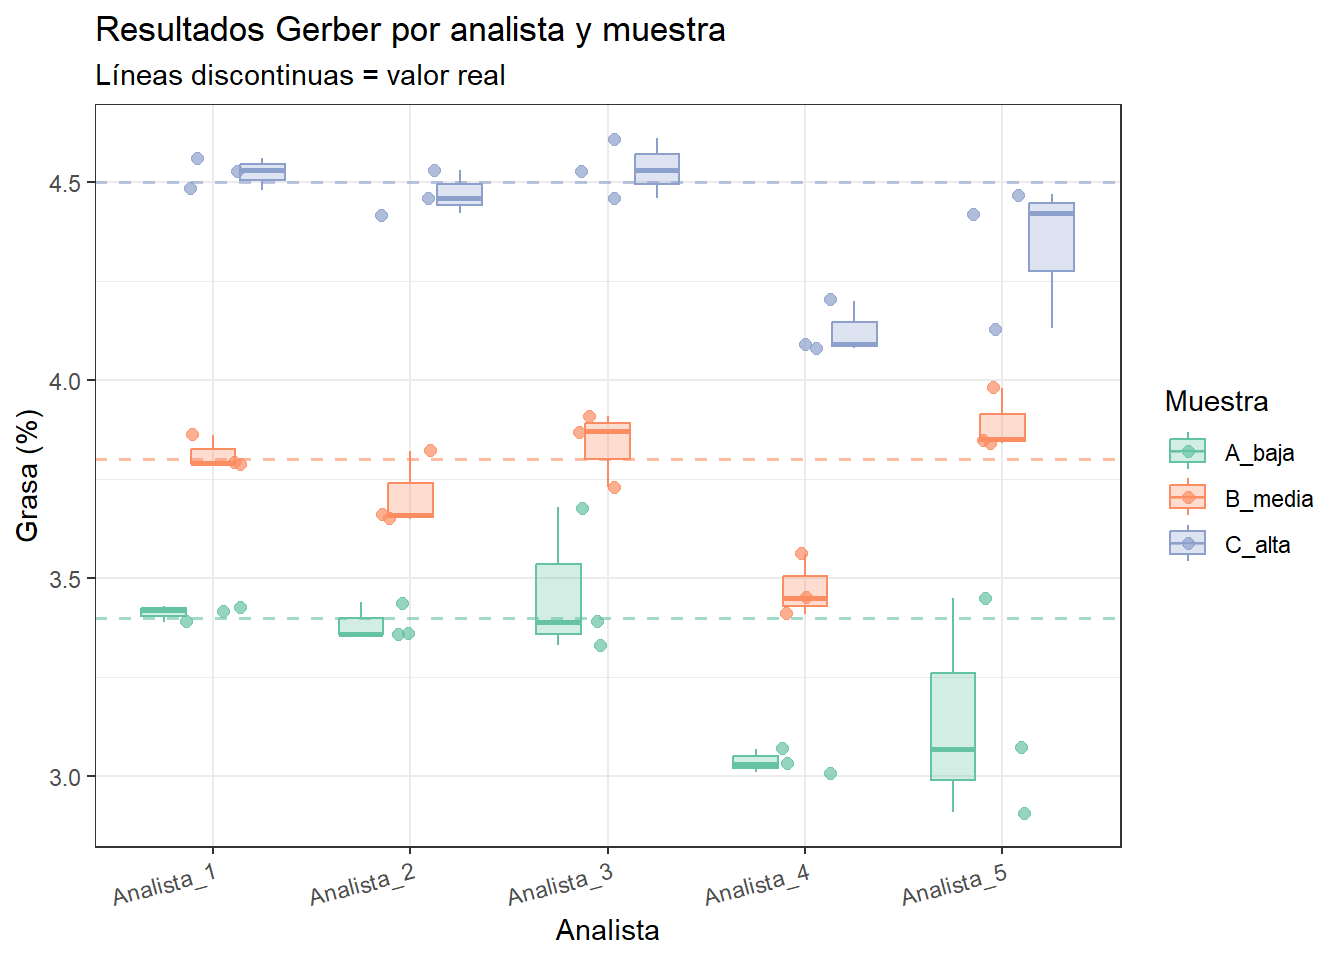 Resultados Gerber por analista y muestra
Líneas discontinuas = valor real
Grasa (%)
4.5
4.0
3.5
3.0
Analista_1
Analista_2
Analista_3
Analista_4
Analista_5
Analista
Muestra
A_baja
B_media
C_alta